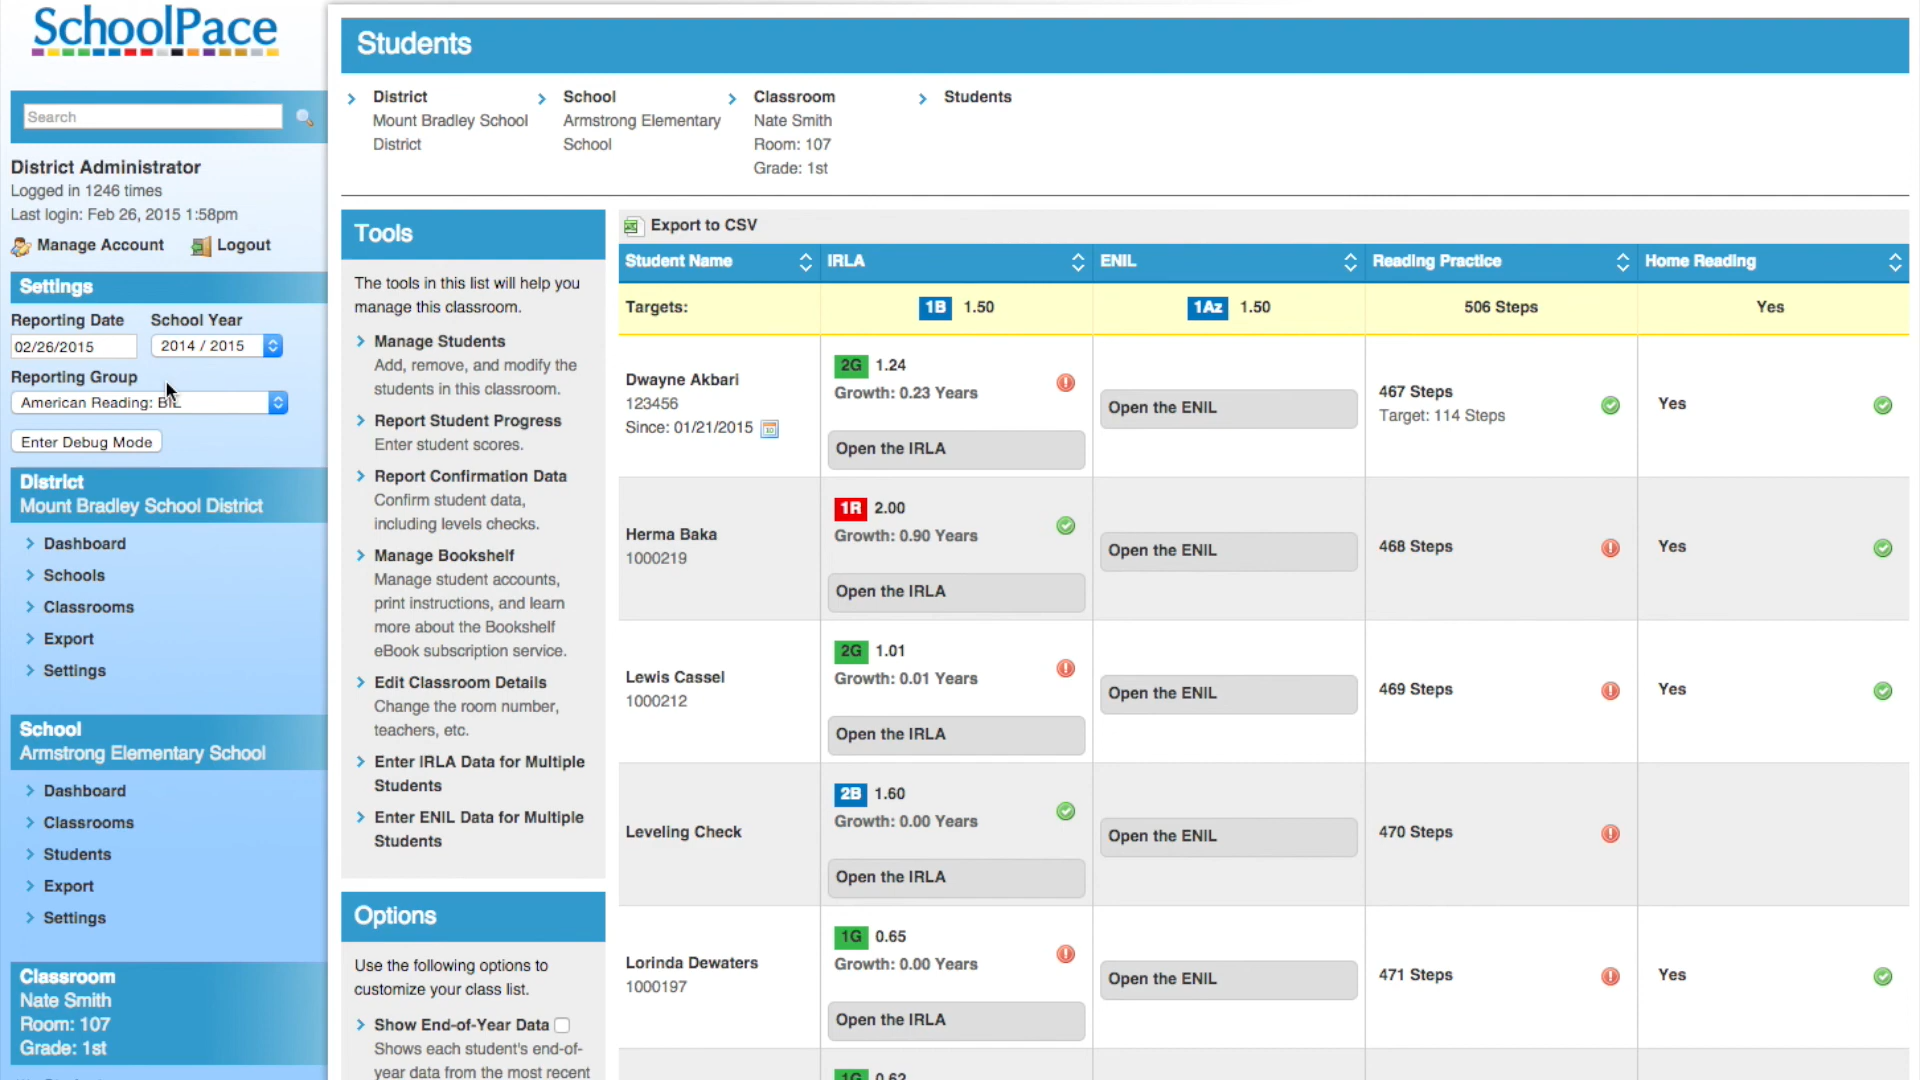 SchoolPace
Search
District Administrator
Logged in 1246 times
Last login: Feb 26, 2015 1:58pm
Manage Account
Logout
Settings
Reporting Date
School Year
02/26/2015
2014 / 2015
Reporting Group
American Reading:
Enter Debug Mode
District
Mount Bradley School District
Dashboard
Schools
Classrooms
Export
Settings
School
Armstrong Elementary School
Dashboard
Classrooms
Students
Export
Settings
Classroom
Nate Smith
Room: 107
Grade: 1st
Students
District
Mount Bradley School
District
School
Armstrong Elementary
School
Classroom
Nate Smith
Room: 107
Grade: 1st
Students
Tools
The tools in this list will help you
manage this classroom.
Manage Students
Add, remove, and modify the
students in this classroom.
Report Student Progress
Enter student scores.
Report Confirmation Data
Confirm student data,
including levels checks.
Manage Bookshelf
Manage student accounts,
print instructions, and learn
more about the Bookshelf
eBook subscription service.
Edit Classroom Details
Change the room number,
teachers, etc.
Enter IRLA Data for Multiple
Students
Enter ENIL Data for Multiple
Students
Options
Use the following options to
customize your class list.
Show End-of-Year Data
Shows each student's end-of-
year data from the most recent
Export to CSV
Student Name IRLA ENIL Reading Practice Home Reading
Targets: 1B 1.50 1Az 1.50 506 Steps Yes
Dwayne Akbari
123456
Since: 01/21/2015
2G 1.24
Growth: 0.23 Years
Open the IRLA
Open the ENIL
467 Steps
Target: 114 Steps
Yes
Herma Baka
1000219
1R 2.00
Growth: 0.90 Years
Open the IRLA
Open the ENIL
468 Steps
Yes
Lewis Cassel
1000212
2G 1.01
Growth: 0.01 Years
Open the IRLA
Open the ENIL
469 Steps
Yes
Leveling Check
2B 1.60
Growth: 0.00 Years
Open the IRLA
Open the ENIL
470 Steps
Lorinda Dewaters
1000197
1G 0.65
Growth: 0.00 Years
Open the IRLA
Open the ENIL
471 Steps
Yes